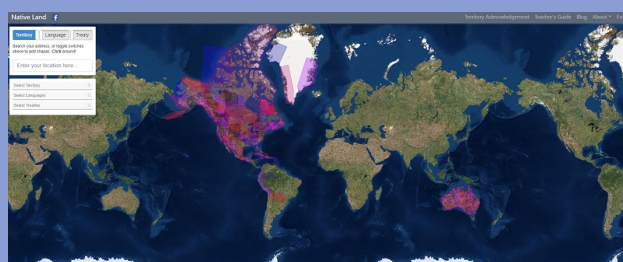 Native Land f
Territory Acknowledgement Teacher's Guide Blog About
Territory Language Treaty
Search your address, or toggle switches
above to add shapes. Click around!
Enter your location here...
Select Territory
Select Languages
Select Treaties